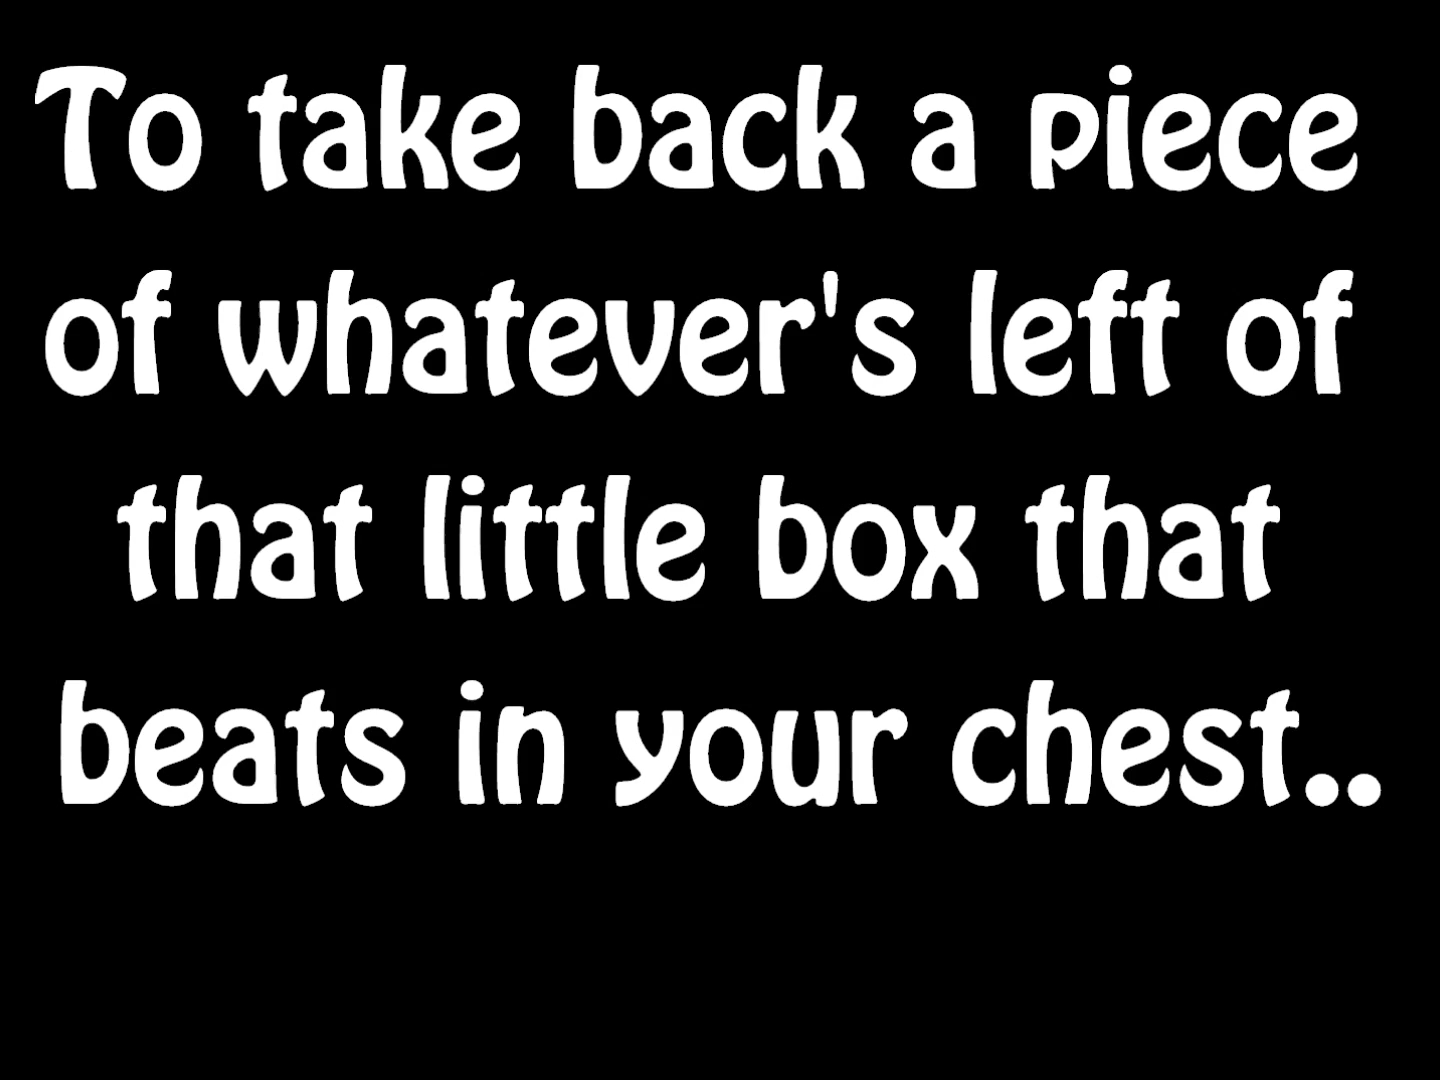 To take back a piece
of whatever's left of
that little box that
beats in your chest..